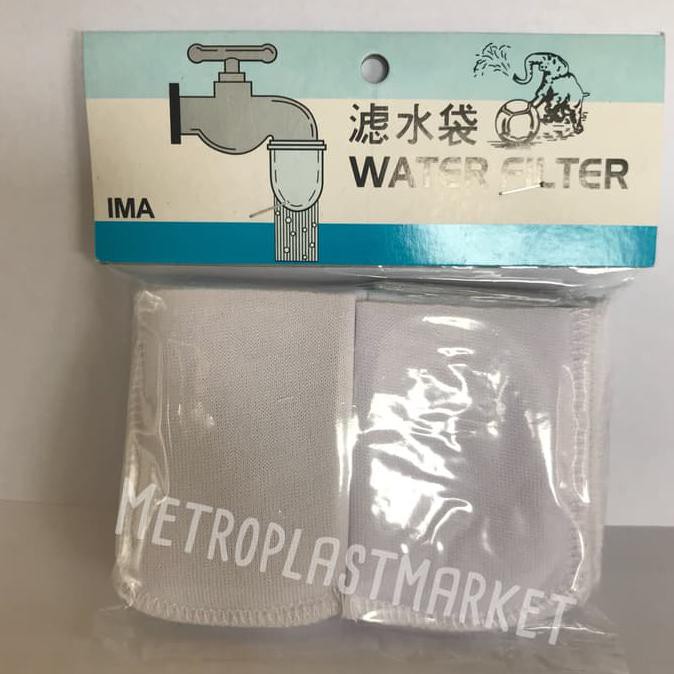 滤水袋
WATER FILTER
IMA
METROPLASTMARKET